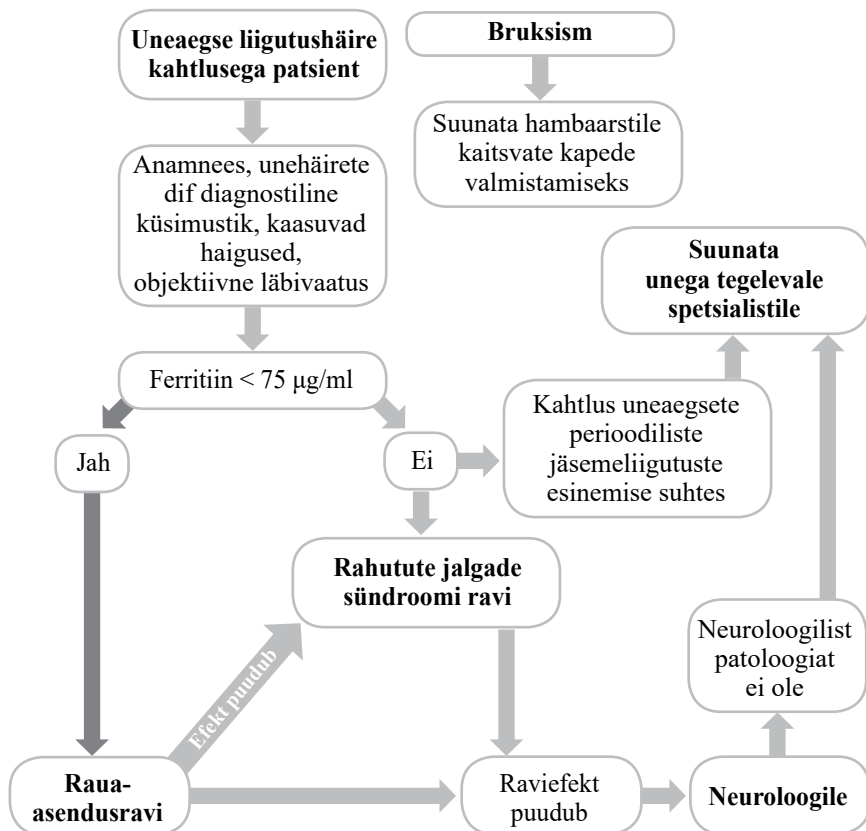 Uneaegse liigutushäire
kahtlusega patsient
Bruksism
Suunata hambaarstile
kaitsvate kapede
valmistamiseks
Anamnees, unehäirete
dif diagnostiline
küsimustik, kaasuvad
haigused,
objektiivne läbivaatus
Suunata
unega tegelevale
spetsialistile
Ferritiin < 75 μg/ml
Jah
Ei
Kahtlus uneaegsete
perioodiliste
jäsemeliigutuste
esinemise suhtes
Rahutute jalgade
sündroomi ravi
Efekt puudub
Neuroloogilist
patoloogiat
ei ole
Raua-
asendusravi
Raviefekt
puudub
Neuroloogile